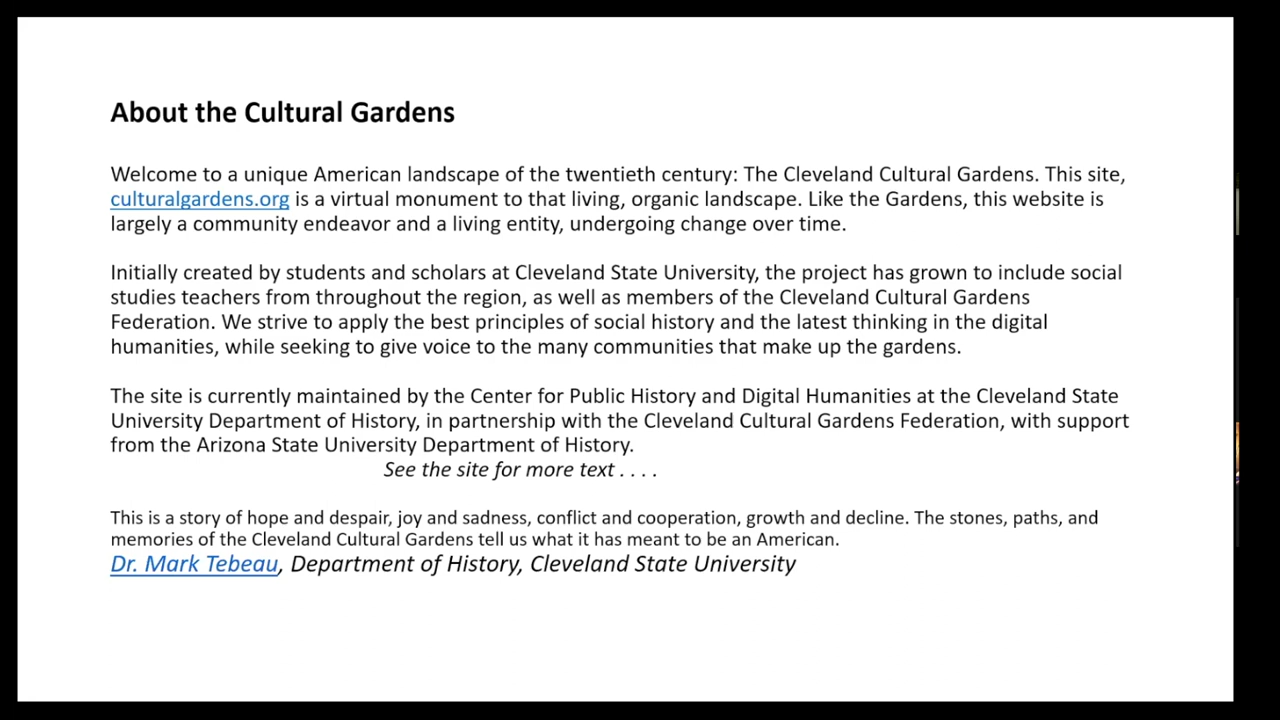 About the Cultural Gardens
Welcome to a unique American landscape of the twentieth century: The Cleveland Cultural Gardens. This site,
culturalgardens.org is a virtual monument to that living, organic landscape. Like the Gardens, this website is
largely a community endeavor and a living entity, undergoing change over time.
Initially created by students and scholars at Cleveland State University, the project has grown to include social
studies teachers from throughout the region, as well as members of the Cleveland Cultural Gardens
Federation. We strive to apply the best principles of social history and the latest thinking in the digital
humanities, while seeking to give voice to the many communities that make up the gardens.
The site is currently maintained by the Center for Public History and Digital Humanities at the Cleveland State
University Department of History, in partnership with the Cleveland Cultural Gardens Federation, with support
from the Arizona State University Department of History.
See the site for more text . . . .
This is a story of hope and despair, joy and sadness, conflict and cooperation, growth and decline. The stones, paths, and
memories of the Cleveland Cultural Gardens tell us what it has meant to be an American.
Dr. Mark Tebeau, Department of History, Cleveland State University